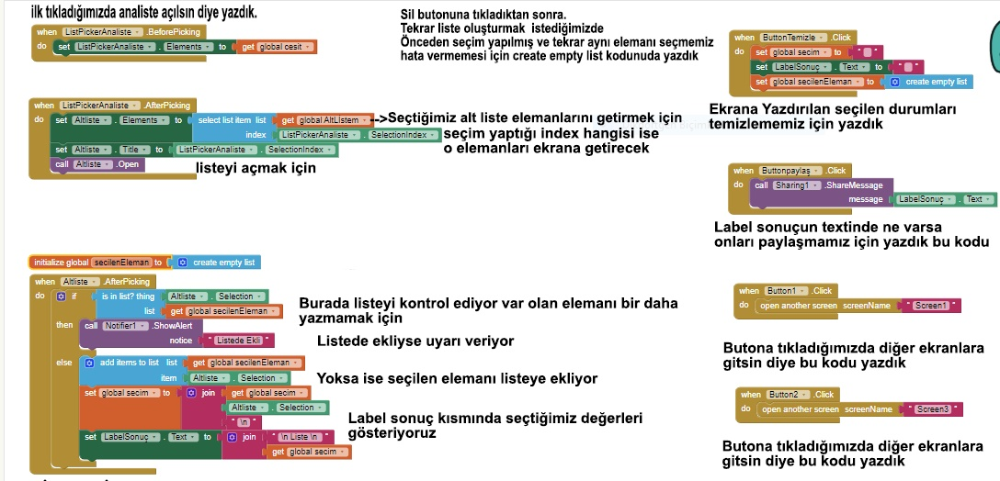 ilk tıkladığımızda analiste açılsın diye yazdık.
when ListPickerAnaliste .BeforePicking
do set ListPickerAnaliste . Elements to get global cesit
Sil butonuna tıkladıktan sonra.
Tekrar liste oluşturmak istediğimizde
Önceden seçim yapılmış ve tekrar aynı elemanı seçmemiz
hata vermemesi için create empty list kodunuda yazdık
when ButtonTemizle .Click
do set global secim to " "
set LabelSonuç . Text to " "
set global secilenEleman to create empty list
Ekrana Yazdırılan seçilen durumları
temizlememiz için yazdık
when ListPickerAnaliste .AfterPicking
do set Altliste . Elements to select list item list get global AltLIstem
index ListPickerAnaliste . SelectionIndex
set Altliste . Title to ListPickerAnaliste . SelectionIndex
call Altliste .Open
-->Seçtiğimiz alt liste elemanlarını getirmek için
seçim yaptığı index hangisi ise
o elemanları ekrana getirecek
listeyi açmak için
when Buttonpaylaş .Click
do call Sharing1 .ShareMessage
message LabelSonuç . Text
Label sonuçun textinde ne varsa
onları paylaşmamız için yazdık bu kodu
initialize global secilenEleman to create empty list
when Altliste .AfterPicking
do if is in list? thing Altliste . Selection
list get global secilenEleman
then call Notifier1 .ShowAlert
notice " Listede Ekli "
else add items to list list get global secilenEleman
item Altliste . Selection
set global secim to join get global secim
Altliste . Selection
" \n "
set LabelSonuç . Text to join " \n Liste \n "
get global secim
Burada listeyi kontrol ediyor var olan elemanı bir daha
yazmamak için
Listede ekliyse uyarı veriyor
Yoksa ise seçilen elemanı listeye ekliyor
Label sonuç kısmında seçtiğimiz değerleri
gösteriyoruz
when Button1 .Click
do open another screen screenName " Screen1 "
Butona tıkladığımızda diğer ekranlara
gitsin diye bu kodu yazdık
when Button2 .Click
do open another screen screenName " Screen3 "
Butona tıkladığımızda diğer ekranlara
gitsin diye bu kodu yazdık